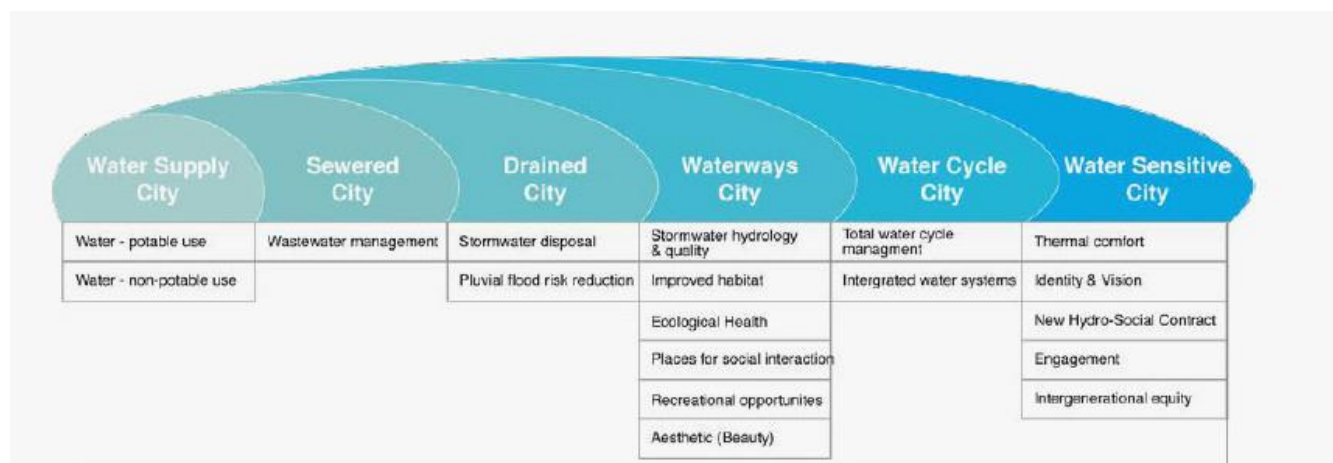 Water Supply
City
Sewered
City
Drained
City
Waterways
City
Water Cycle
City
Water Sensitive
City
Water - potable use
Water - non-potable use
Wastewater management
Stormwater disposal
Pluvial flood risk reduction
Stormwater hydrology
& quality
Improved habitat
Ecological Health
Places for social interaction
Recreational opportunites
Aesthetic (Beauty)
Total water cycle
managment
Intergrated water systems
Thermal comfort
Identity & Vision
New Hydro-Social Contract
Engagement
Intergenerational equity